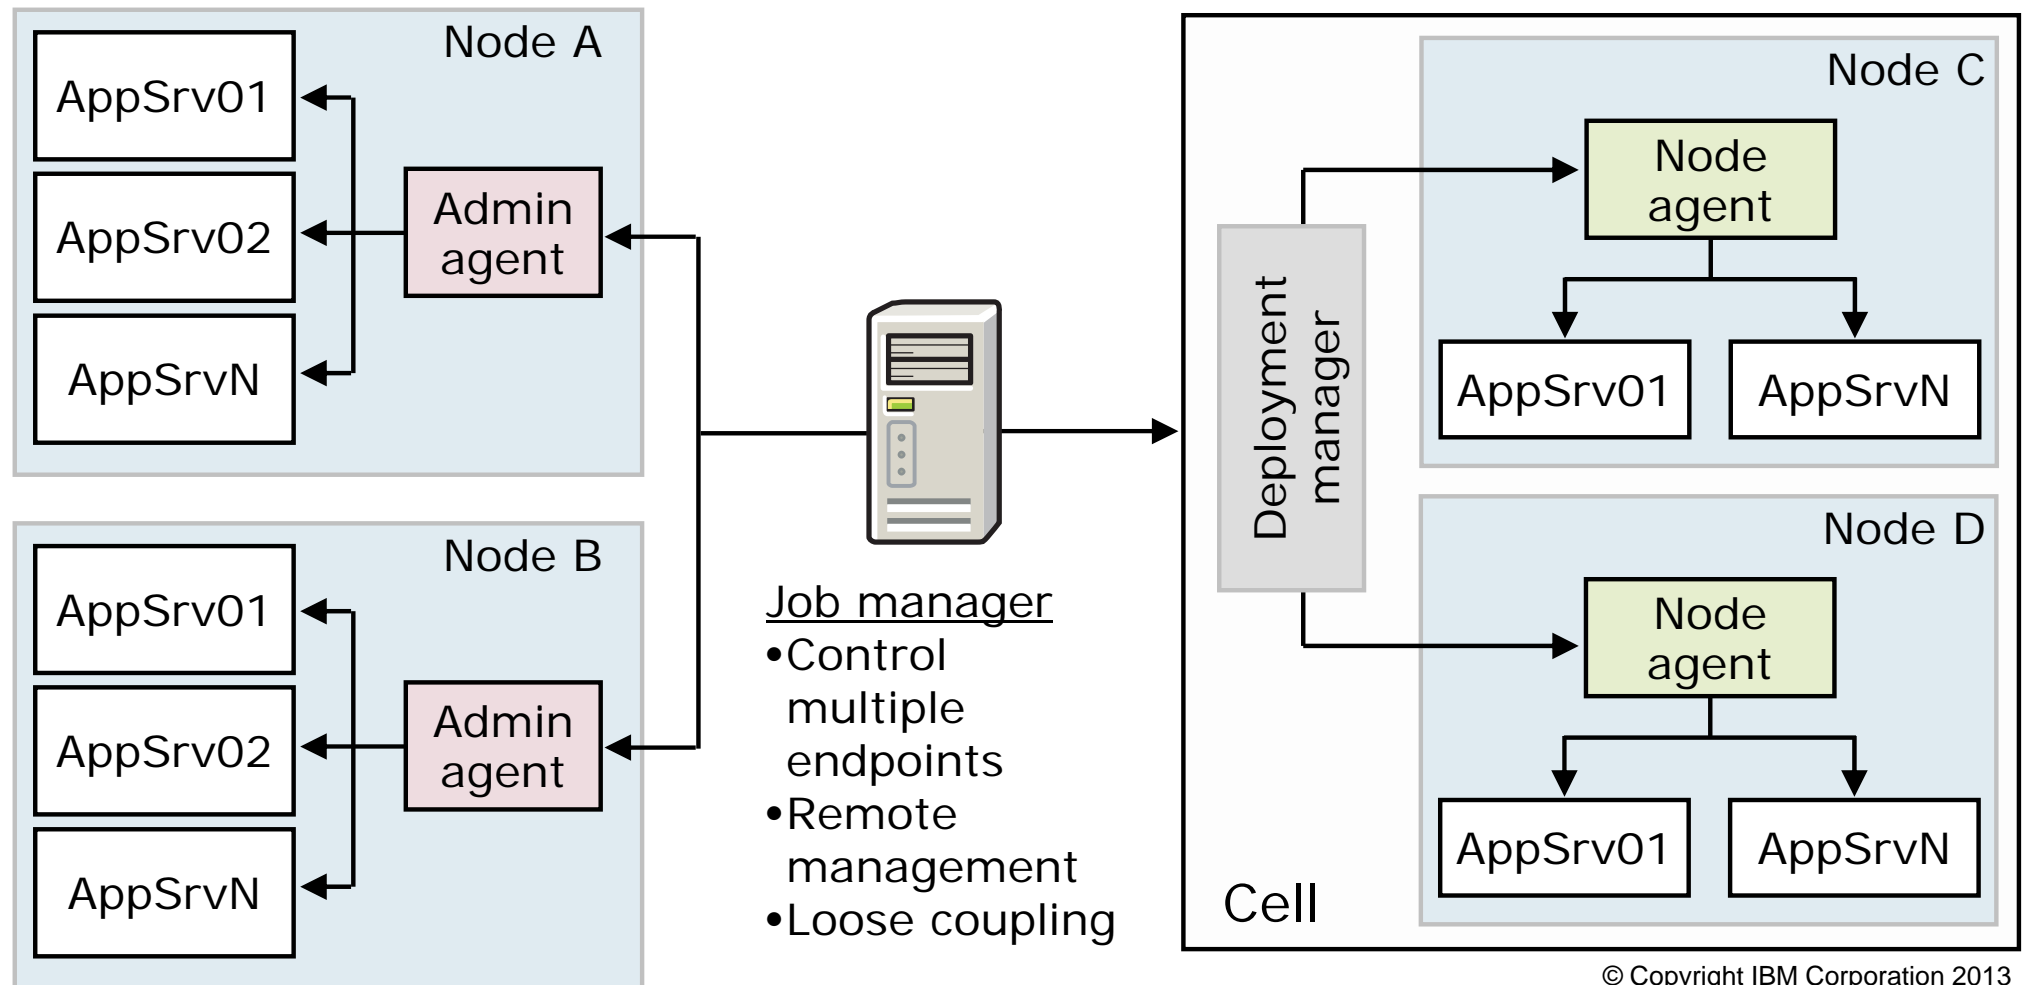 Node A
AppSrv01
AppSrv02
AppSrvN
Admin
agent
Node B
AppSrv01
AppSrv02
AppSrvN
Admin
agent
Job manager
•Control
multiple
endpoints
•Remote
management
•Loose coupling
Deployment
manager
Cell
Node C
Node
agent
AppSrv01
AppSrvN
Node D
Node
agent
AppSrv01
AppSrvN
© Copyright IBM Corporation 2013